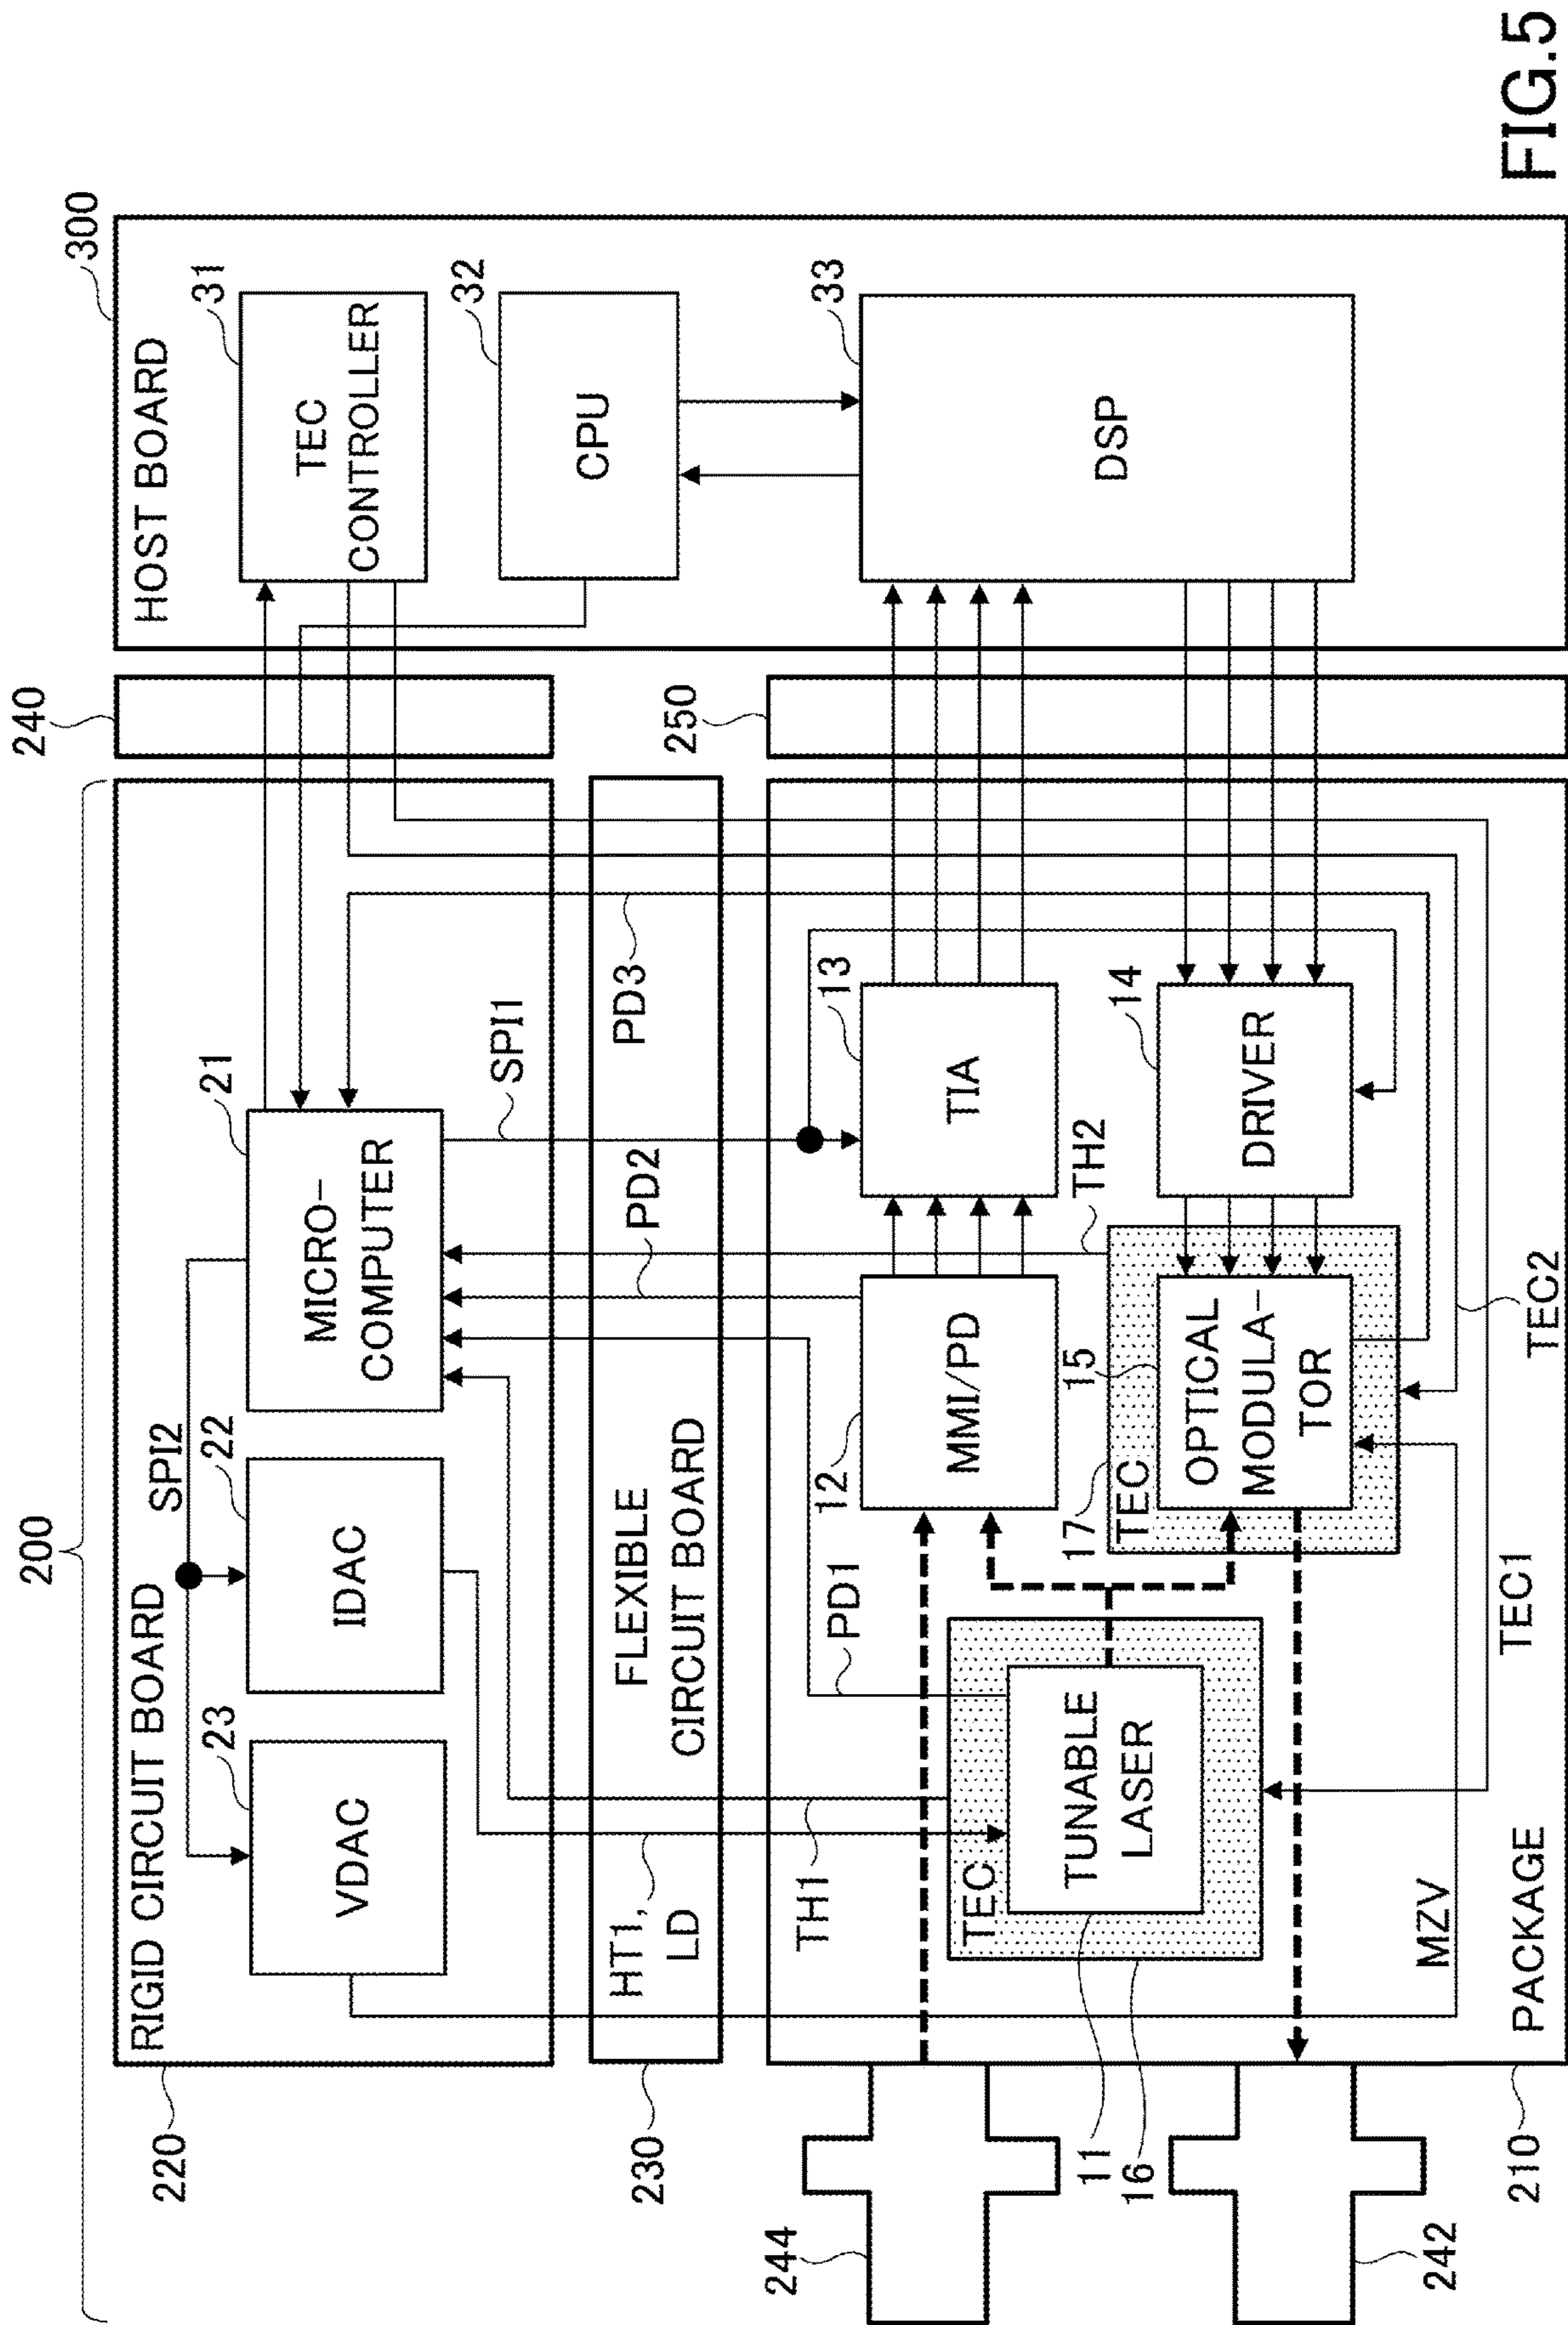 200
240
300
RIGID CIRCUIT BOARD
SPI2
220
23
VDAC
22
IDAC
21
MICRO-
COMPUTER
HOST BOARD
31
TEC
CONTROLLER
32
CPU
33
DSP
230
HT1,
LD
FLEXIBLE
CIRCUIT BOARD
PD2
SPI1
PD3
250
244
TH1
PD1
TEC
TUNABLE
LASER
11
16
12
MMI/PD
13
TIA
TH2
17
TEC
15
OPTICAL
MODULA-
TOR
14
DRIVER
242
MZV
TEC1
TEC2
210
PACKAGE
FIG.5